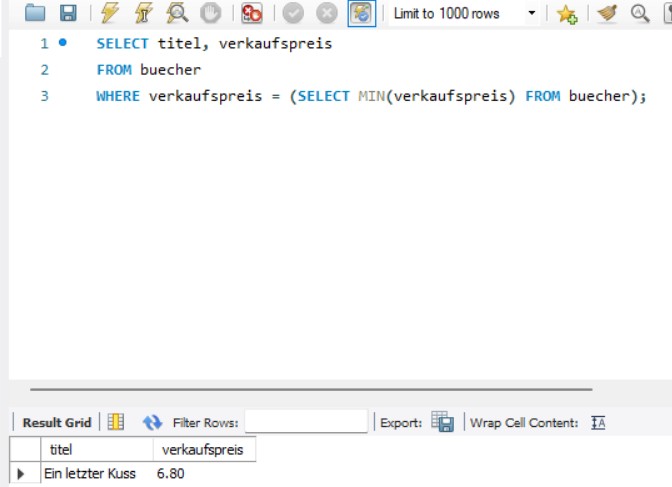 Limit to 1000 rows
1 SELECT titel, verkaufspreis
2 FROM buecher
3 WHERE verkaufspreis = (SELECT MIN(verkaufspreis) FROM buecher);
Result Grid Filter Rows: Export: Wrap Cell Content: IA
titel verkaufspreis
Ein letzter Kuss 6.80